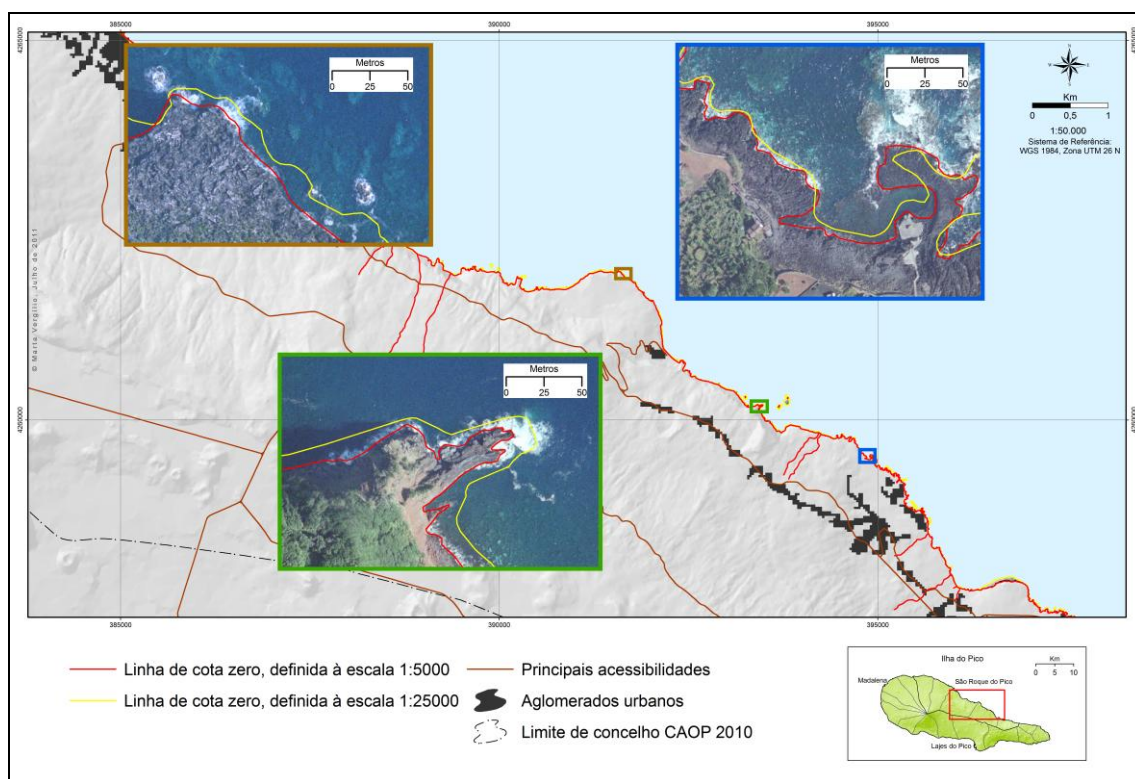 385000
390000
395000
4265000
4265000
Metros
0 25 50
Metros
0 25 50
N
Km
0 0,5 1
1:50.000
Sistema de Referência:
WGS 1984, Zona UTM 26 N
© Marta Vergílio, Julho de 2011
Metros
0 25 50
4260000
4260000
385000
390000
395000
Linha de cota zero, definida à escala 1:5000
Principais acessibilidades
Linha de cota zero, definida à escala 1:25000
Aglomerados urbanos
Limite de concelho CAOP 2010
Ilha do Pico
Km
0 5 10
Madalena
São Roque do Pico
Lajes do Pico